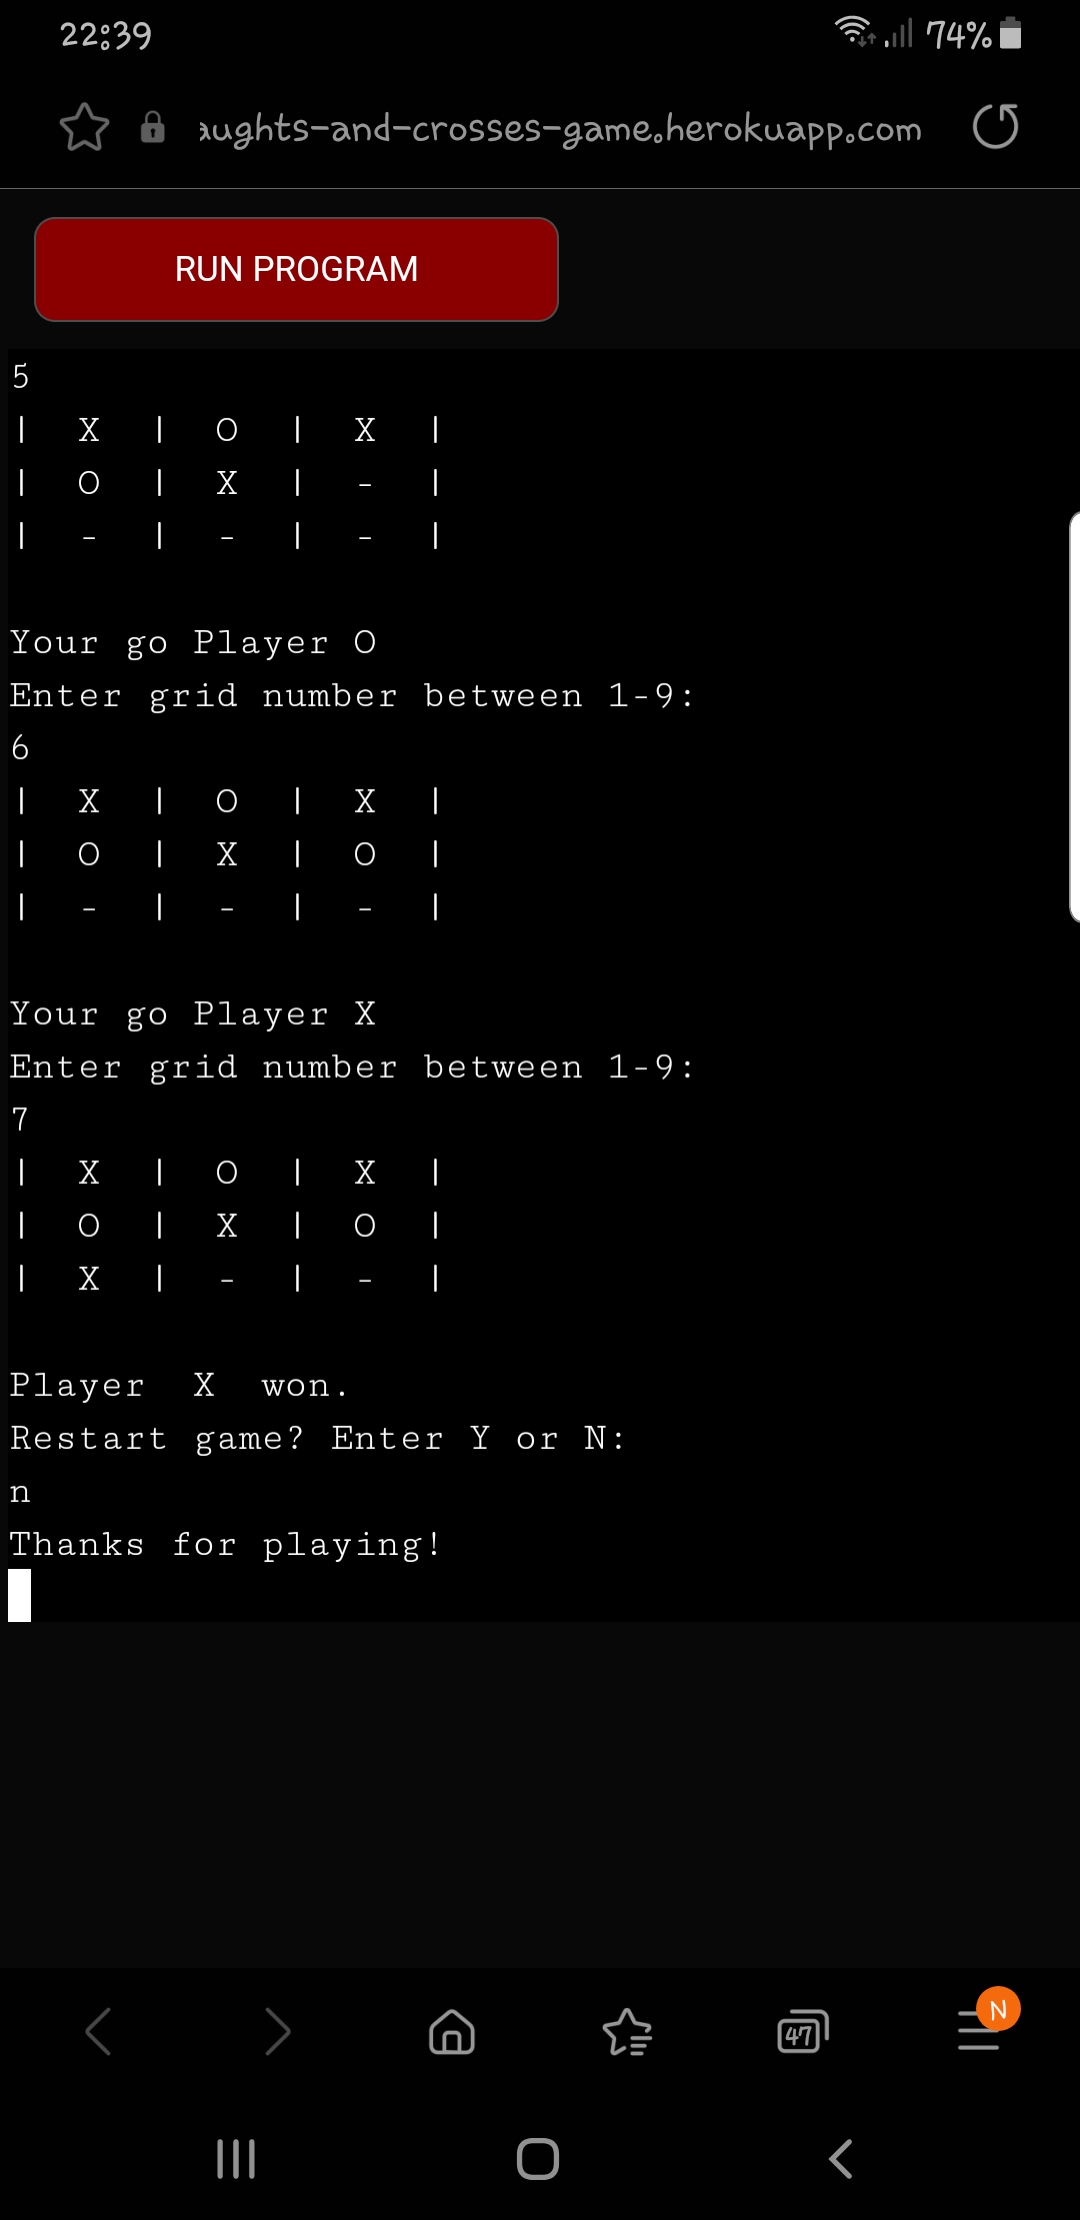 22:39
74%
aughts-and-crosses-game.herokuapp.com
RUN PROGRAM
5
| X | O | X |
| O | X | - |
| - | - | - |
Your go Player O
Enter grid number between 1-9:
6
| X | O | X |
| O | X | O |
| - | - | - |
Your go Player X
Enter grid number between 1-9:
7
| X | O | X |
| O | X | O |
| X | - | - |
Player X won.
Restart game? Enter Y or N:
n
Thanks for playing!
47
N